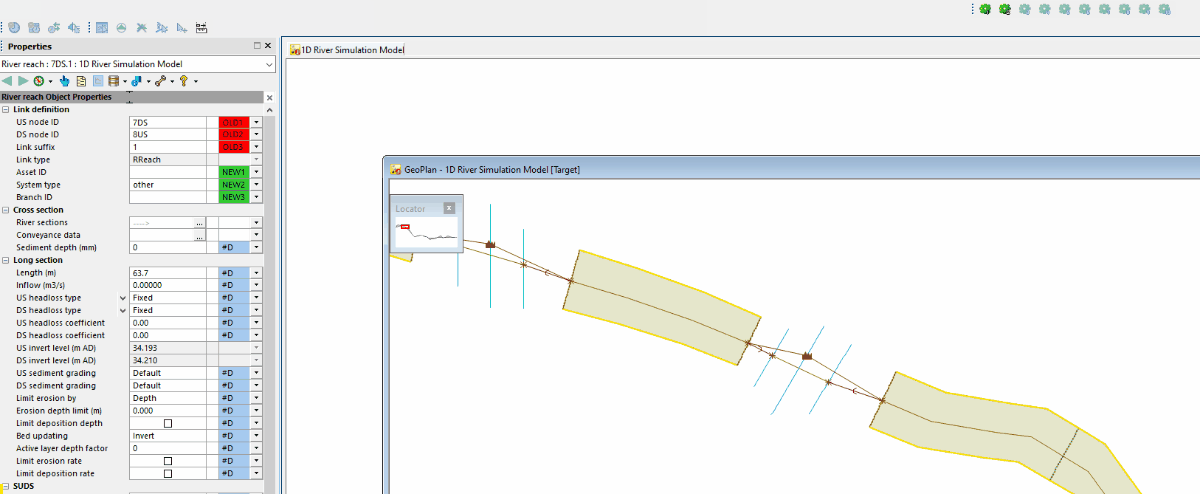 Properties
River reach : 7DS.1 : 1D River Simulation Model
River reach Object Properties
Link definition
US node ID 7DS OLD1
DS node ID 8US OLD2
Link suffix 1 OLD3
Link type RReach
Asset ID NEW1
System type other NEW2
Branch ID NEW3
Cross section
River sections ----> ...
Conveyance data ...
Sediment depth (mm) 0 #D
Long section
Length (m) 63.7 #D
Inflow (m3/s) 0.00000 #D
US headloss type Fixed #D
DS headloss type Fixed #D
US headloss coefficient 0.00 #D
DS headloss coefficient 0.00 #D
US invert level (m AD) 34.193
DS invert level (m AD) 34.210
US sediment grading Default #D
DS sediment grading Default #D
Limit erosion by Depth #D
Erosion depth limit (m) 0.000 #D
Limit deposition depth #D
Bed updating Invert #D
Active layer depth factor 0 #D
Limit erosion rate #D
Limit deposition rate #D
SUDS
1D River Simulation Model
GeoPlan - 1D River Simulation Model [Target]
Locator